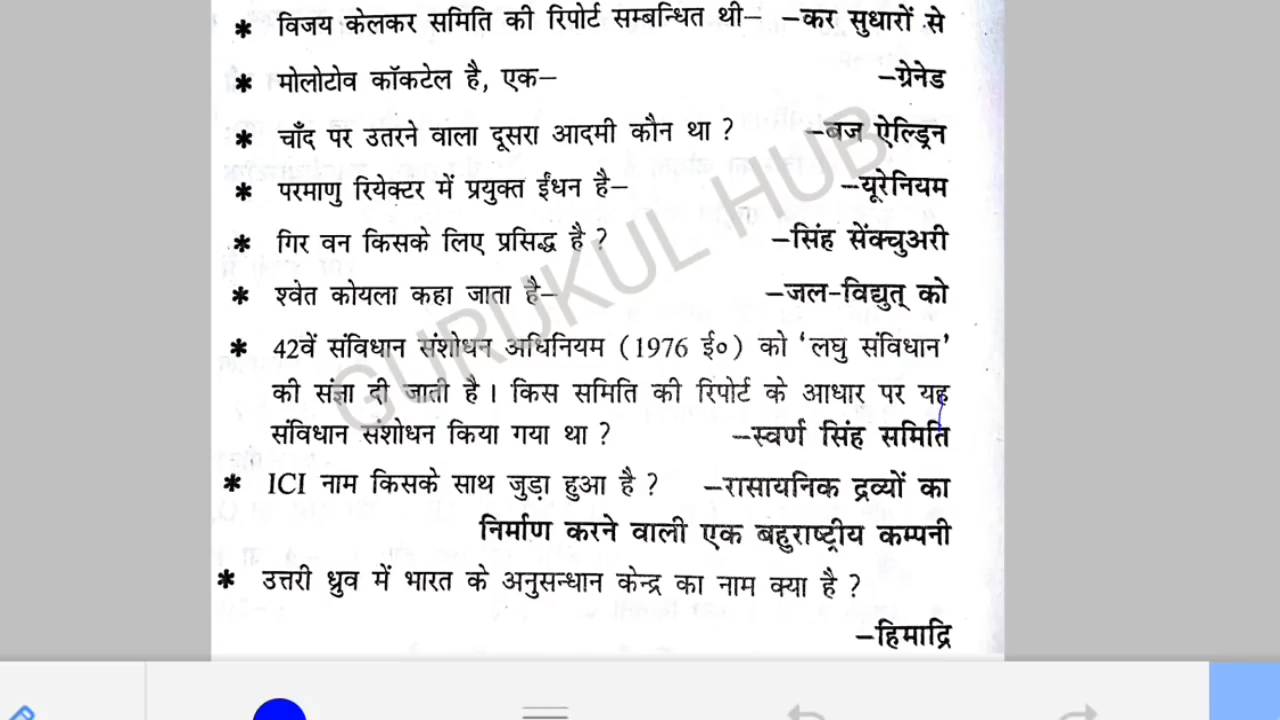 * विजय केलकर समिति की रिपोर्ट सम्बन्धित थी– –कर सुधारों से
* मोलोटोव कॉकटेल है, एक– –ग्रेनेड
* चाँद पर उतरने वाला दूसरा आदमी कौन था ? –बज ऐल्ड्रिन
* परमाणु रियेक्टर में प्रयुक्त ईंधन है– –यूरेनियम
* गिर वन किसके लिए प्रसिद्ध है ? –सिंह सेंक्चुअरी
* श्वेत कोयला कहा जाता है– –जल-विद्युत् को
* 42वें संविधान संशोधन अधिनियम (1976 ई०) को ‘लघु संविधान’
की संज्ञा दी जाती है । किस समिति की रिपोर्ट के आधार पर यह
संविधान संशोधन किया गया था ? –स्वर्ण सिंह समिति
* ICI नाम किसके साथ जुड़ा हुआ है ? –रासायनिक द्रव्यों का
निर्माण करने वाली एक बहुराष्ट्रीय कम्पनी
* उत्तरी ध्रुव में भारत के अनुसन्धान केन्द्र का नाम क्या है ?
–हिमाद्रि
GURUKUL HUB